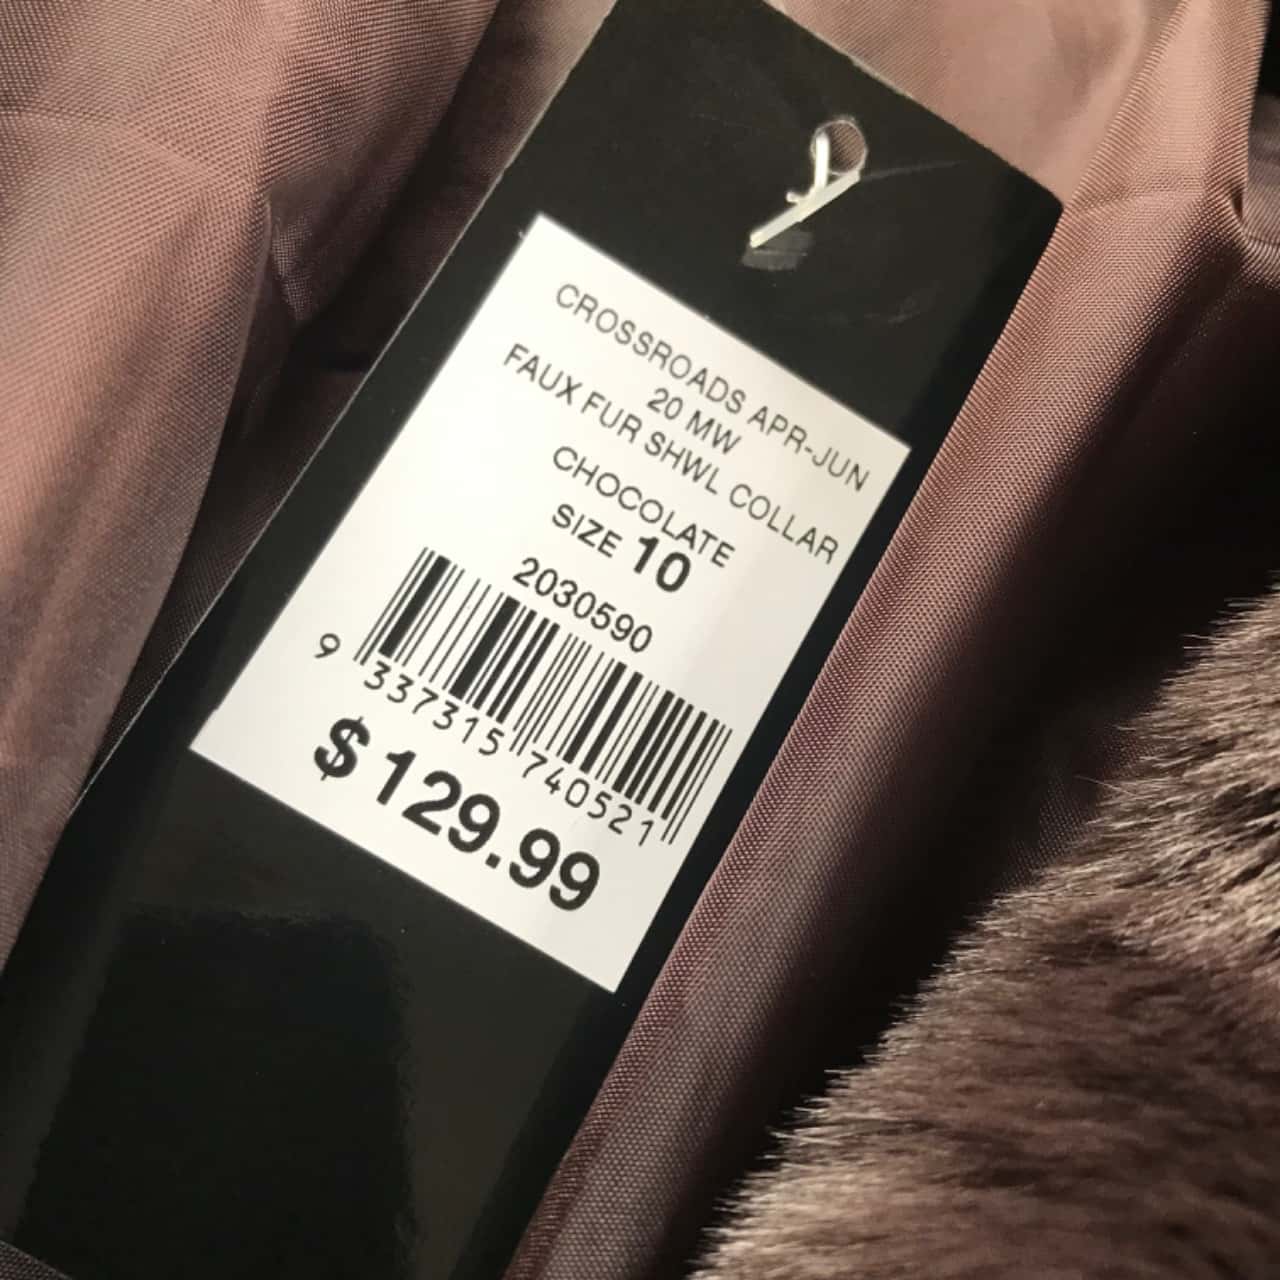 CROSSROADS APR-JUN
20 MW
FAUX FUR SHWL COLLAR
CHOCOLATE
SIZE 10
2030590
9 337315 740521
$129.99